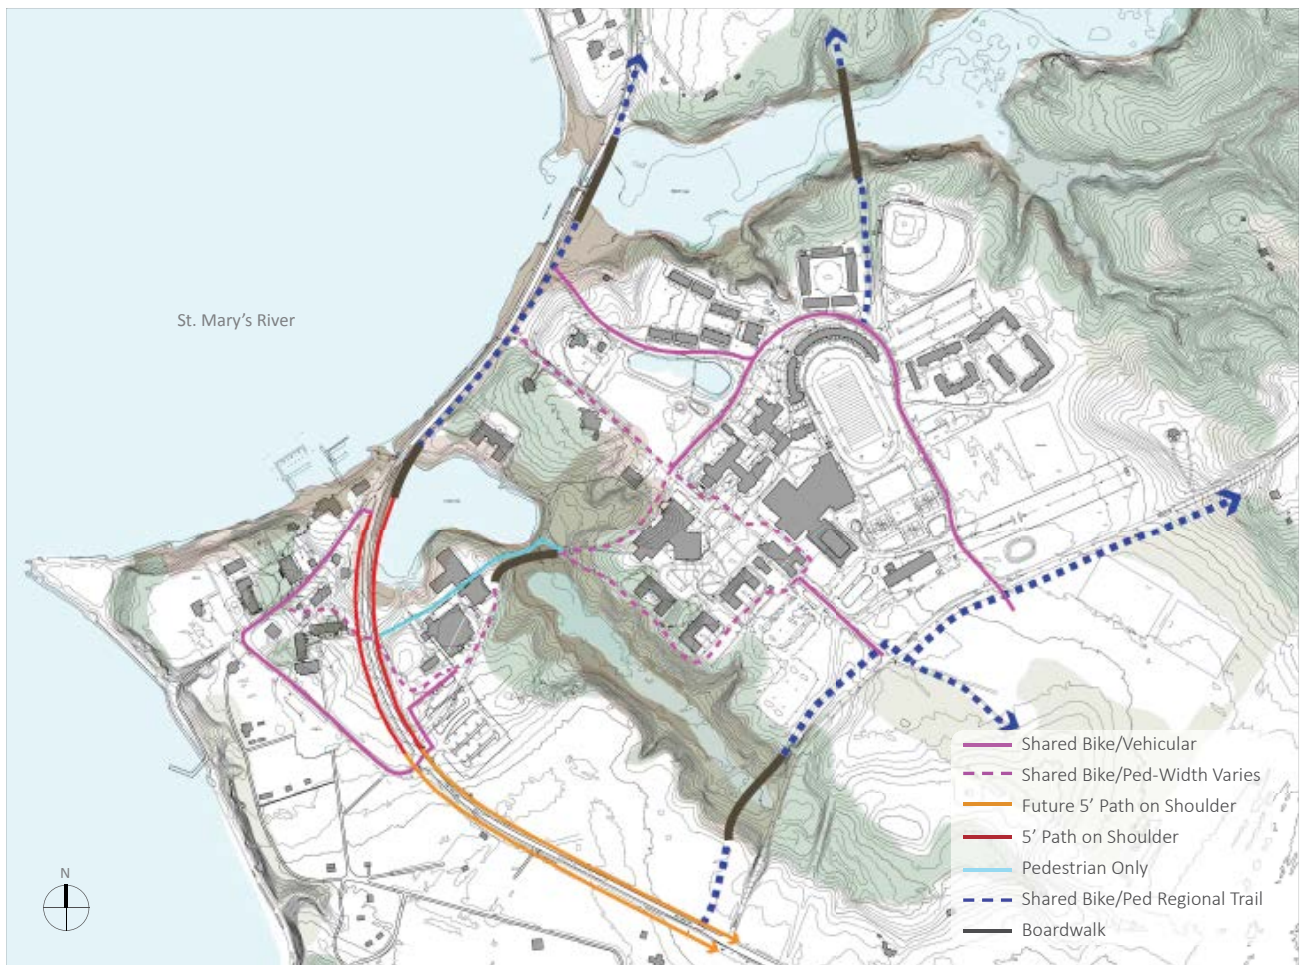 St. Mary's River
Shared Bike/Vehicular
Shared Bike/Ped-Width Varies
Future 5' Path on Shoulder
5' Path on Shoulder
Pedestrian Only
Shared Bike/Ped Regional Trail
Boardwalk
N